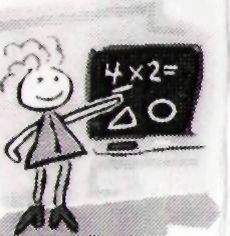 4 x 2 =